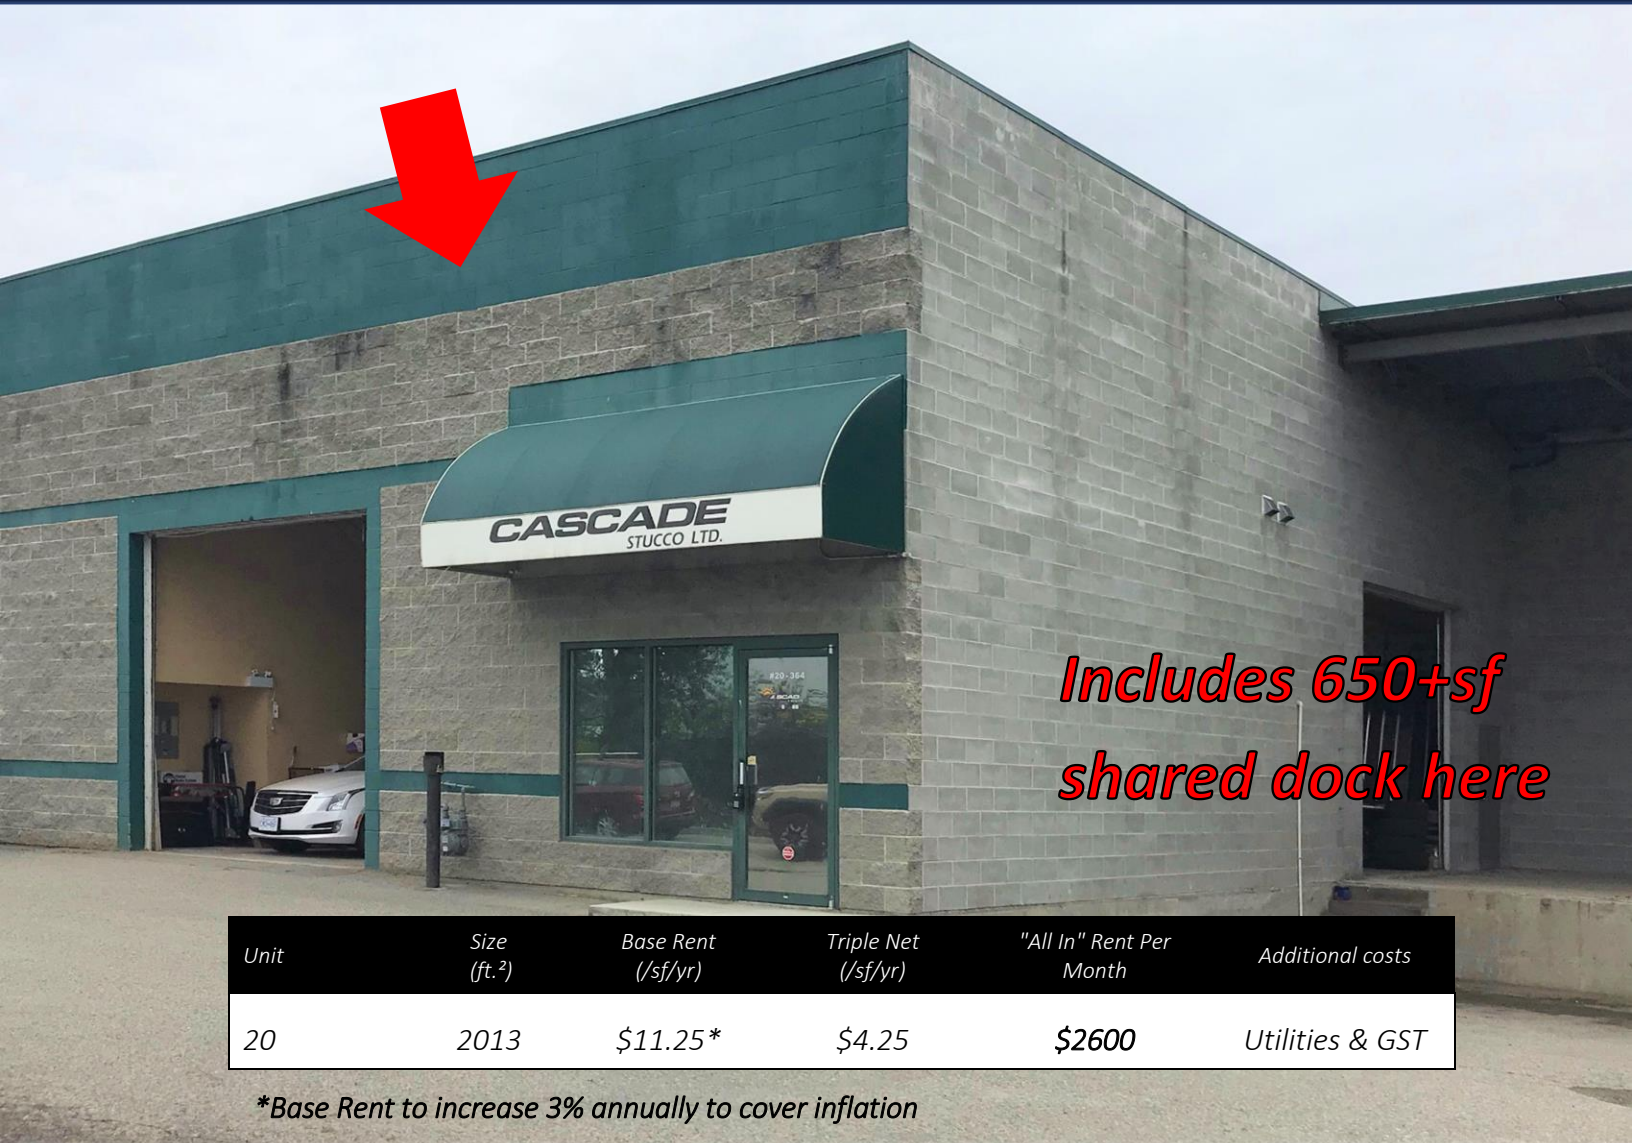 CASCADE
STUCCO LTD.
#20-364
Includes 650+sf
shared dock here
Unit Size (ft.²) Base Rent (/sf/yr) Triple Net (/sf/yr) "All In" Rent Per Month Additional costs
20 2013 $11.25* $4.25 $2600 Utilities & GST
*Base Rent to increase 3% annually to cover inflation